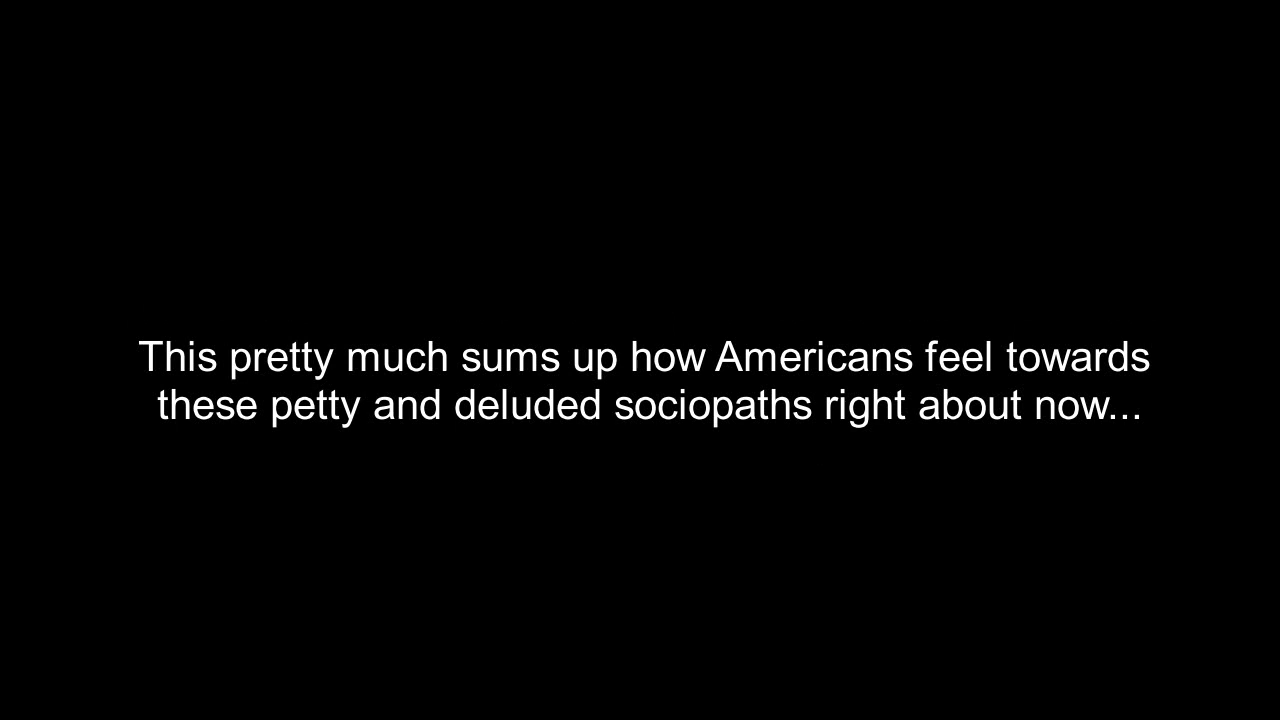 This pretty much sums up how Americans feel towards
these petty and deluded sociopaths right about now...